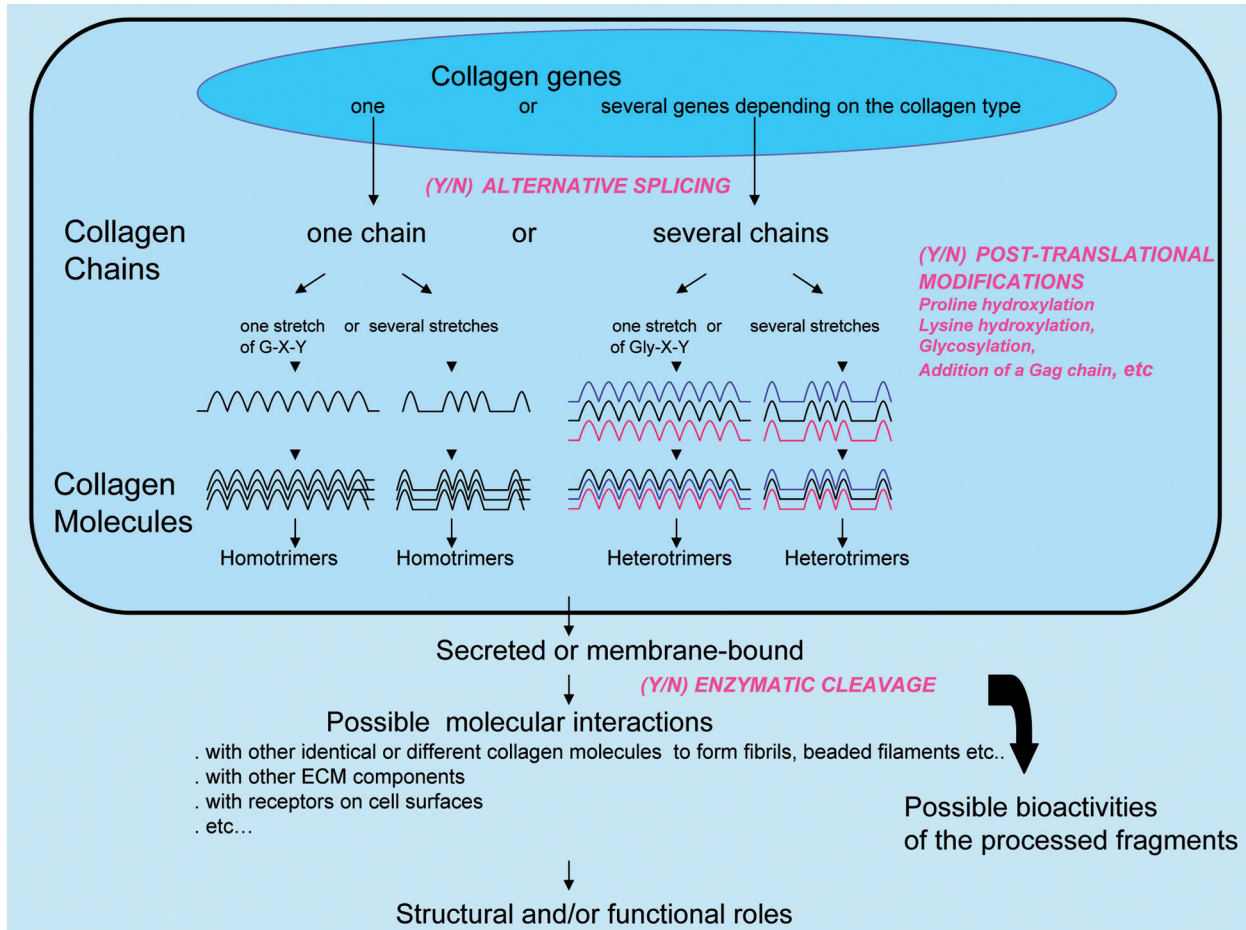 Collagen genes
one or several genes depending on the collagen type
(Y/N) ALTERNATIVE SPLICING
Collagen
Chains
one chain or several chains
(Y/N) POST-TRANSLATIONAL
MODIFICATIONS
Proline hydroxylation
Lysine hydroxylation,
Glycosylation,
Addition of a Gag chain, etc
one stretch or several stretches
of G-X-Y
one stretch or several stretches
of Gly-X-Y
Collagen
Molecules
Homotrimers Homotrimers Heterotrimers Heterotrimers
Secreted or membrane-bound
(Y/N) ENZYMATIC CLEAVAGE
Possible molecular interactions
. with other identical or different collagen molecules to form fibrils, beaded filaments etc..
. with other ECM components
. with receptors on cell surfaces
. etc...
Possible bioactivities
of the processed fragments
Structural and/or functional roles